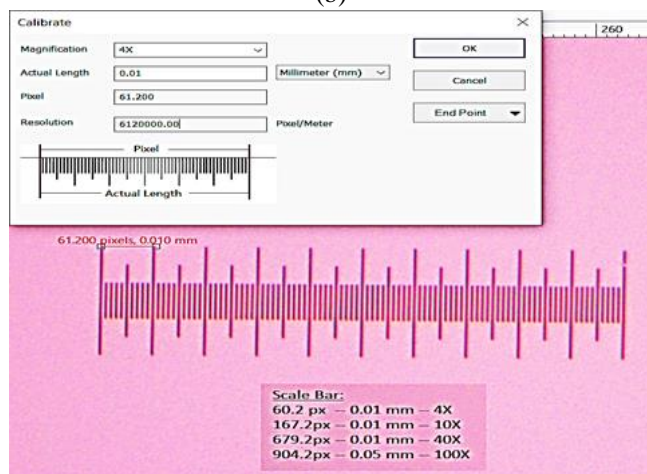 (b)
Calibrate
260
Magnification 4X OK
Actual Length 0.01 Millimeter (mm) Cancel
Pixel 61.200 End Point
Resolution 6120000.00 Pixel/Meter
Pixel
Actual Length
61.200 pixels, 0.010 mm
Scale Bar:
60.2 px – 0.01 mm – 4X
167.2px – 0.01 mm – 10X
679.2px – 0.01 mm – 40X
904.2px – 0.05 mm – 100X